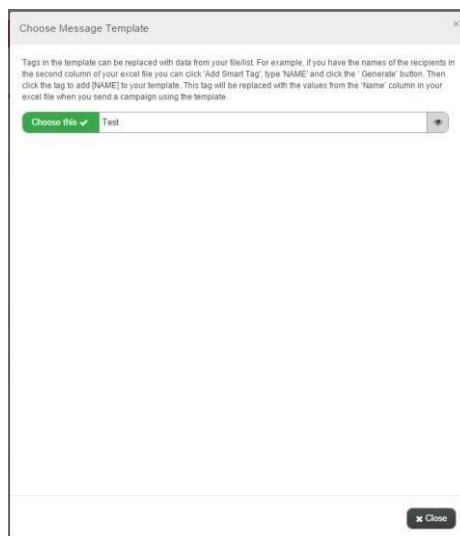 Choose Message Template
×
Tags in the template can be replaced with data from your file/list. For example, if you have the names of the recipients in
the second column of your excel file you can click 'Add Smart Tag', type 'NAME' and click the ' Generate' button. Then
click the tag to add [NAME] to your template. This tag will be replaced with the values from the 'Name' column in your
excel file when you send a campaign using the template.
Choose this ✓ Test
× Close